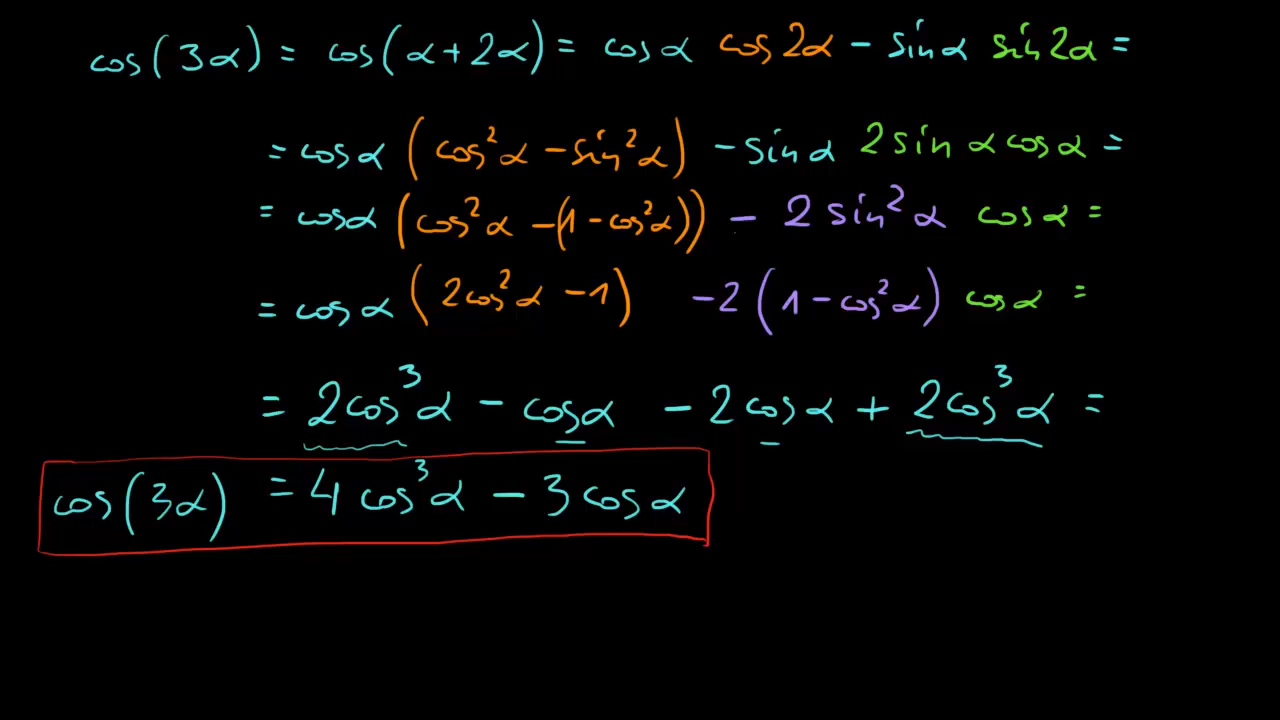 cos(3α) = cos(α+2α) = cosα cos2α - sinα sin2α =
= cosα (cos²α - sin²α) - sinα 2sinα cosα =
= cosα (cos²α - (1 - cos²α)) - 2sin²α cosα =
= cosα (2cos²α - 1) -2(1 - cos²α) cosα =
= 2cos³α - cosα - 2cosα + 2cos³α =
cos(3α) = 4cos³α - 3cosα